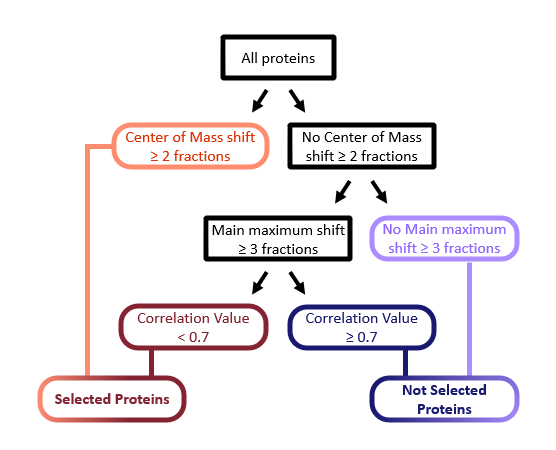 All proteins
Center of Mass shift
≥ 2 fractions
No Center of Mass
shift ≥ 2 fractions
Main maximum shift
≥ 3 fractions
No Main maximum
shift ≥ 3 fractions
Correlation Value
< 0.7
Correlation Value
≥ 0.7
Selected Proteins
Not Selected
Proteins